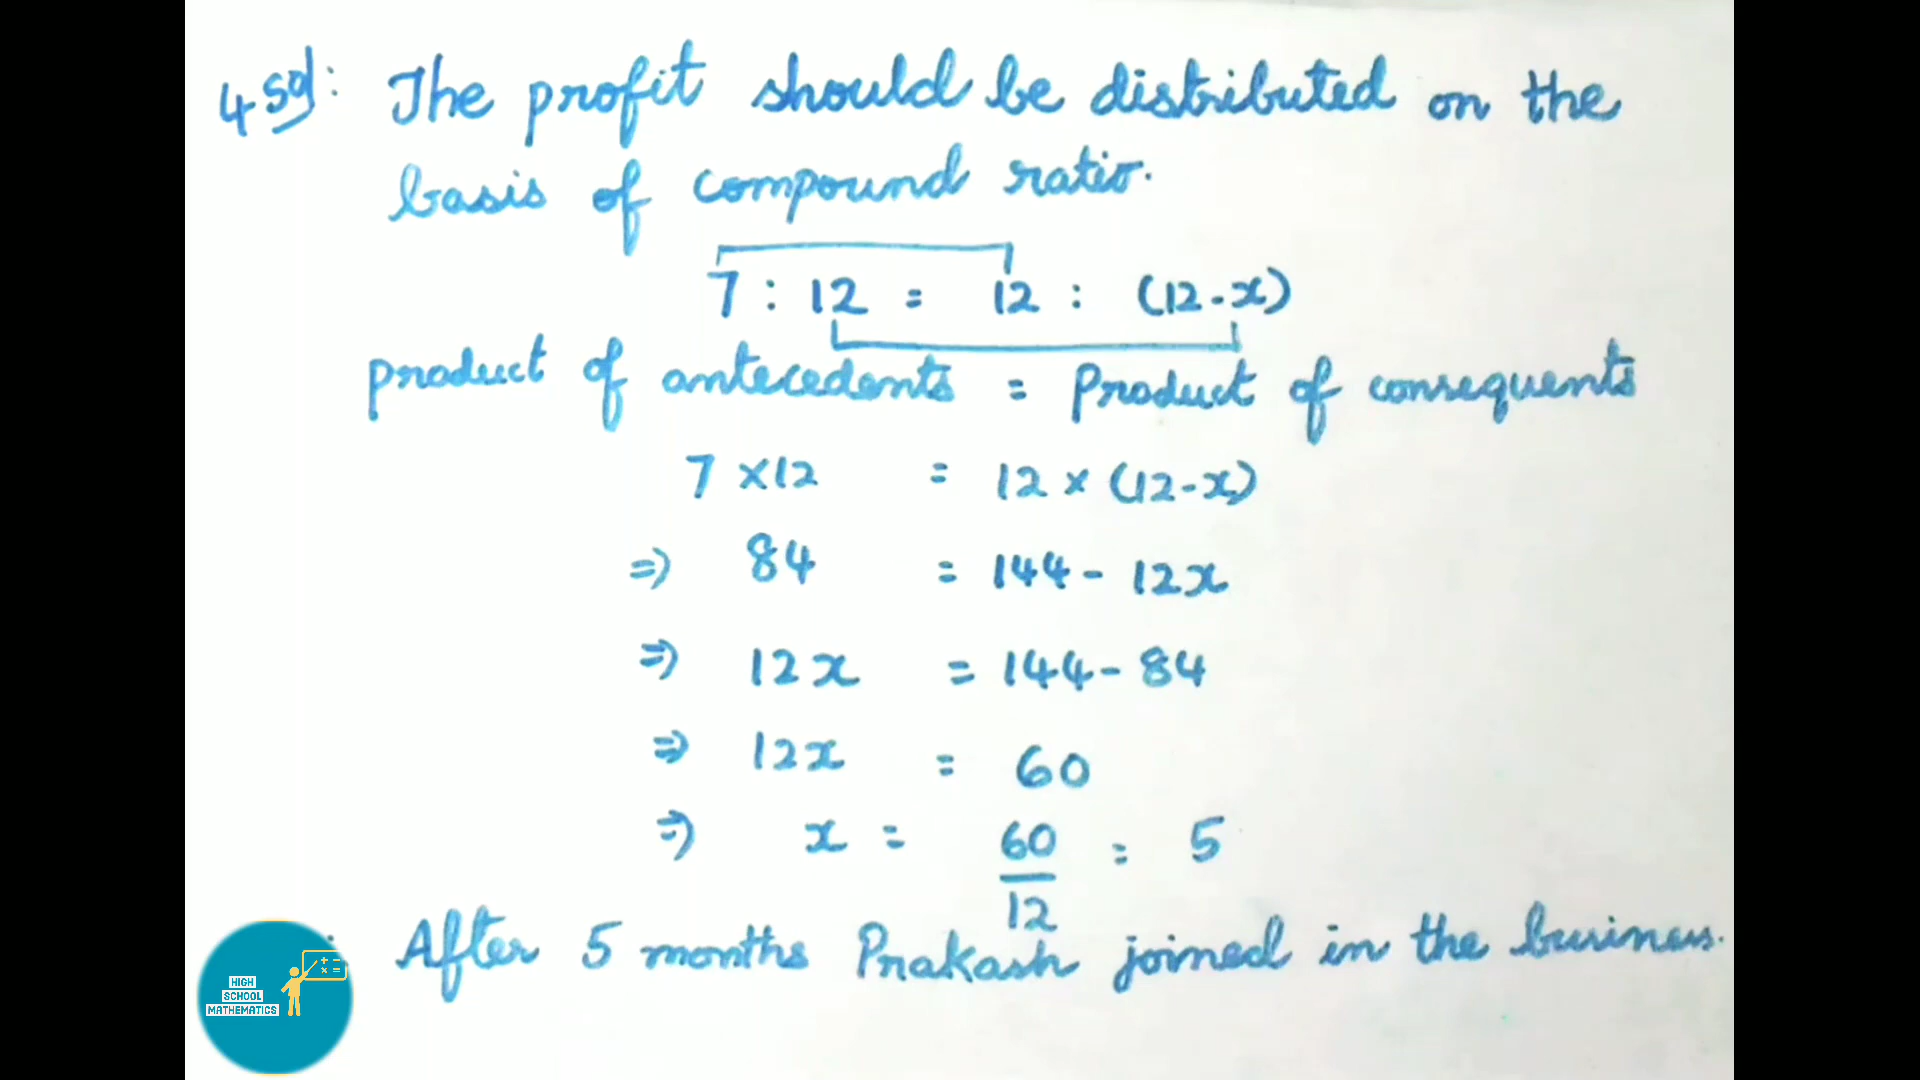 4 Sol: The profit should be distributed on the
basis of compound ratio.
7 : 12 = 12 : (12-x)
product of antecedents = Product of consequents
7 ×12 = 12 × (12-x)
=) 84 = 144 - 12x
=) 12x = 144 - 84
=) 12x = 60
=) x = 60/12 = 5
After 5 months Prakash joined in the business.
HIGH
SCHOOL
MATHEMATICS
+ -
× =